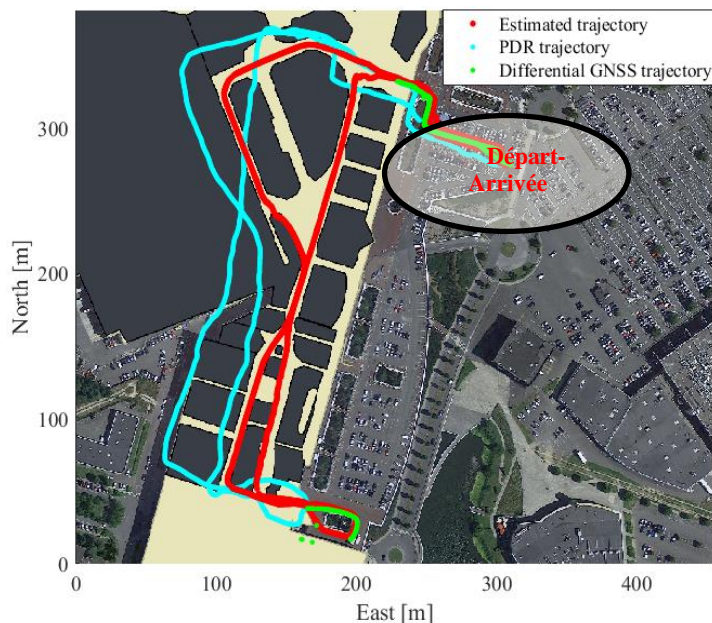 Estimated trajectory
PDR trajectory
Differential GNSS trajectory
Départ-
Arrivée
300
200
100
0
North [m]
0
100
200
300
400
East [m]